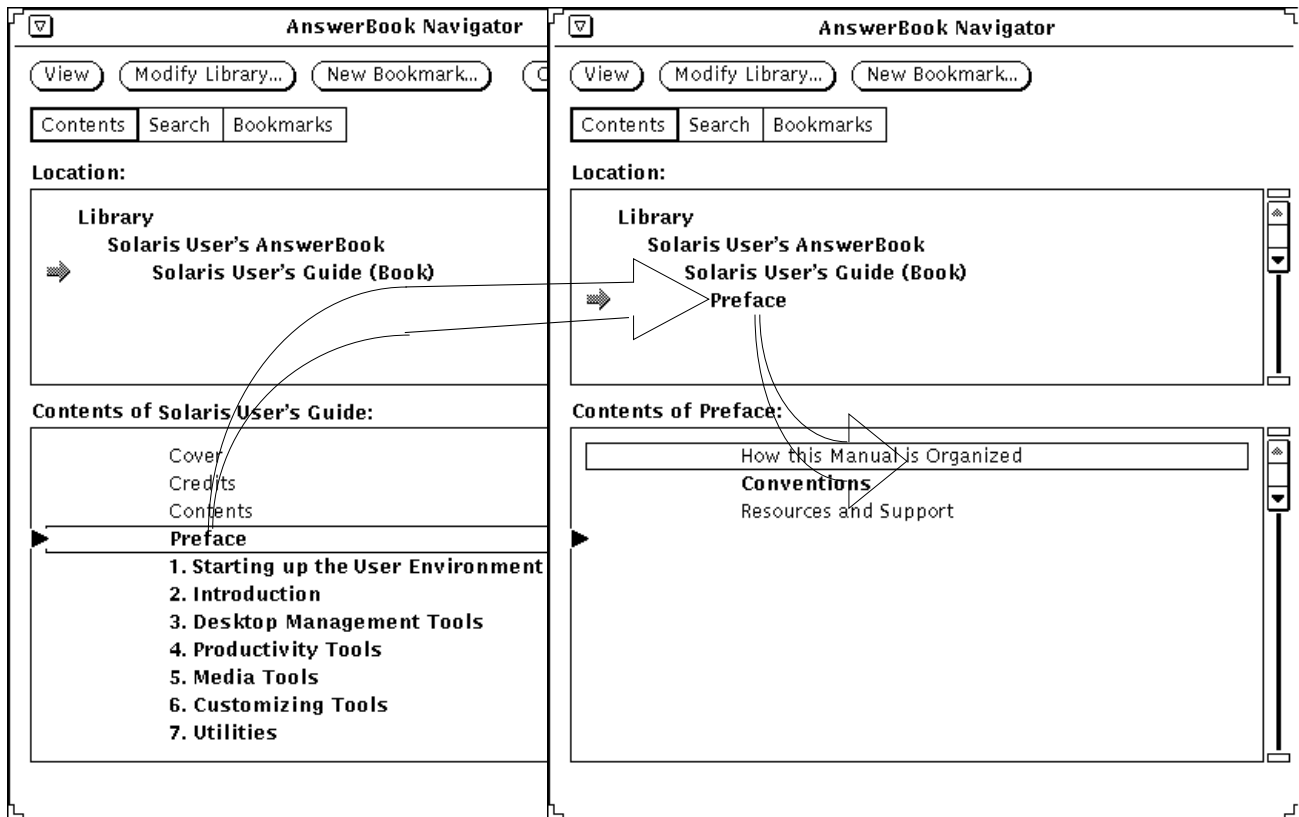 AnswerBook Navigator
View Modify Library... New Bookmark...
Contents Search Bookmarks
Location:
Library
Solaris User's AnswerBook
Solaris User's Guide (Book)
Contents of Solaris User's Guide:
Cover
Credits
Contents
Preface
1. Starting up the User Environment
2. Introduction
3. Desktop Management Tools
4. Productivity Tools
5. Media Tools
6. Customizing Tools
7. Utilities
AnswerBook Navigator
View Modify Library... New Bookmark...
Contents Search Bookmarks
Location:
Library
Solaris User's AnswerBook
Solaris User's Guide (Book)
Preface
Contents of Preface:
How this Manual is Organized
Conventions
Resources and Support